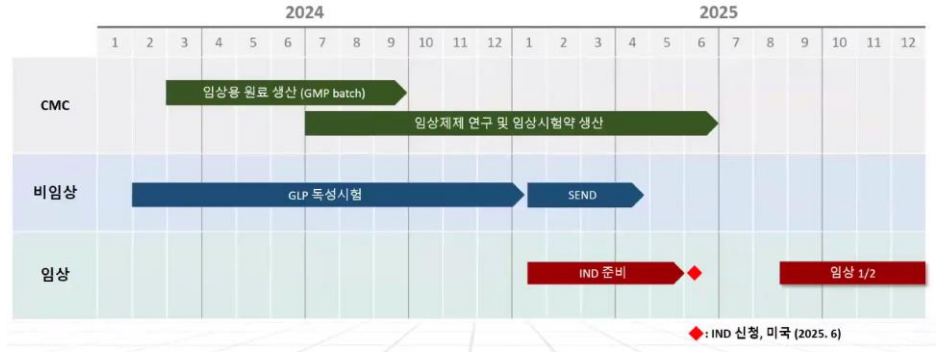 2024 2025
1 2 3 4 5 6 7 8 9 10 11 12 1 2 3 4 5 6 7 8 9 10 11 12
CMC
임상용 원료 생산 (GMP batch)
임상제제 연구 및 임상시험약 생산
비임상
GLP 독성시험 SEND
임상
IND 준비 임상 1/2
: IND 신청, 미국 (2025. 6)